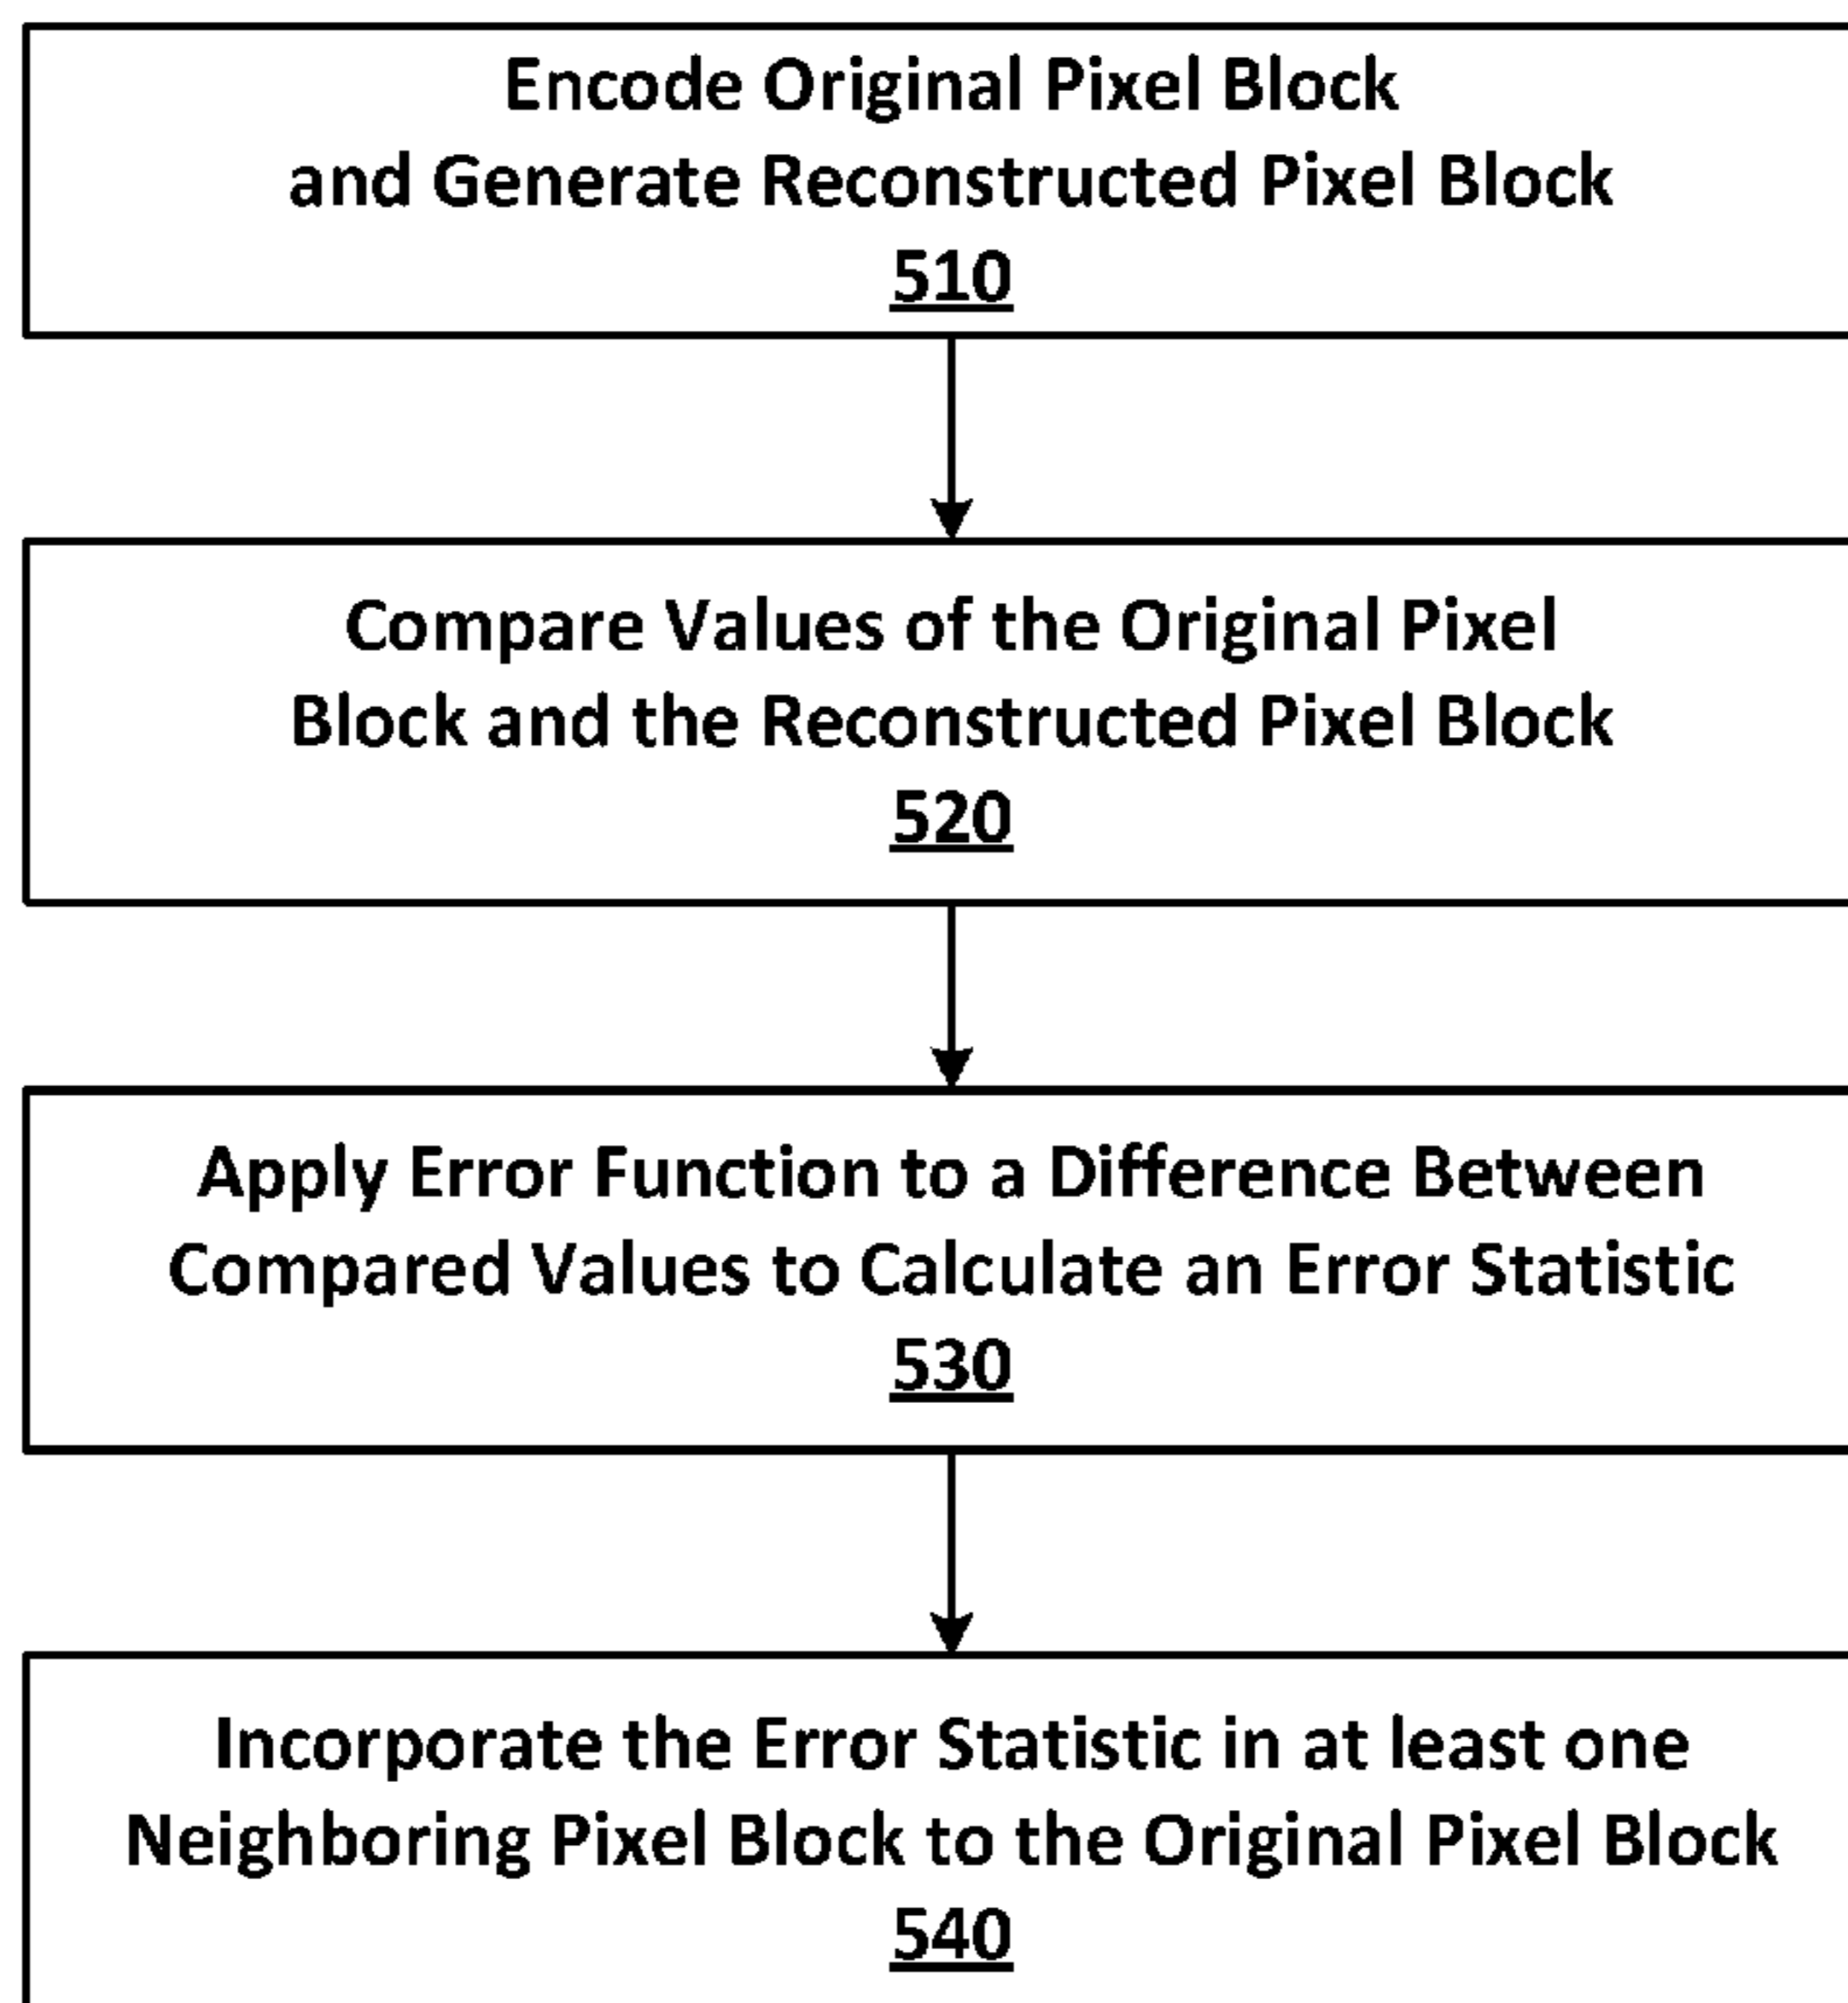 Encode Original Pixel Block
and Generate Reconstructed Pixel Block
510
Compare Values of the Original Pixel
Block and the Reconstructed Pixel Block
520
Apply Error Function to a Difference Between
Compared Values to Calculate an Error Statistic
530
Incorporate the Error Statistic in at least one
Neighboring Pixel Block to the Original Pixel Block
540